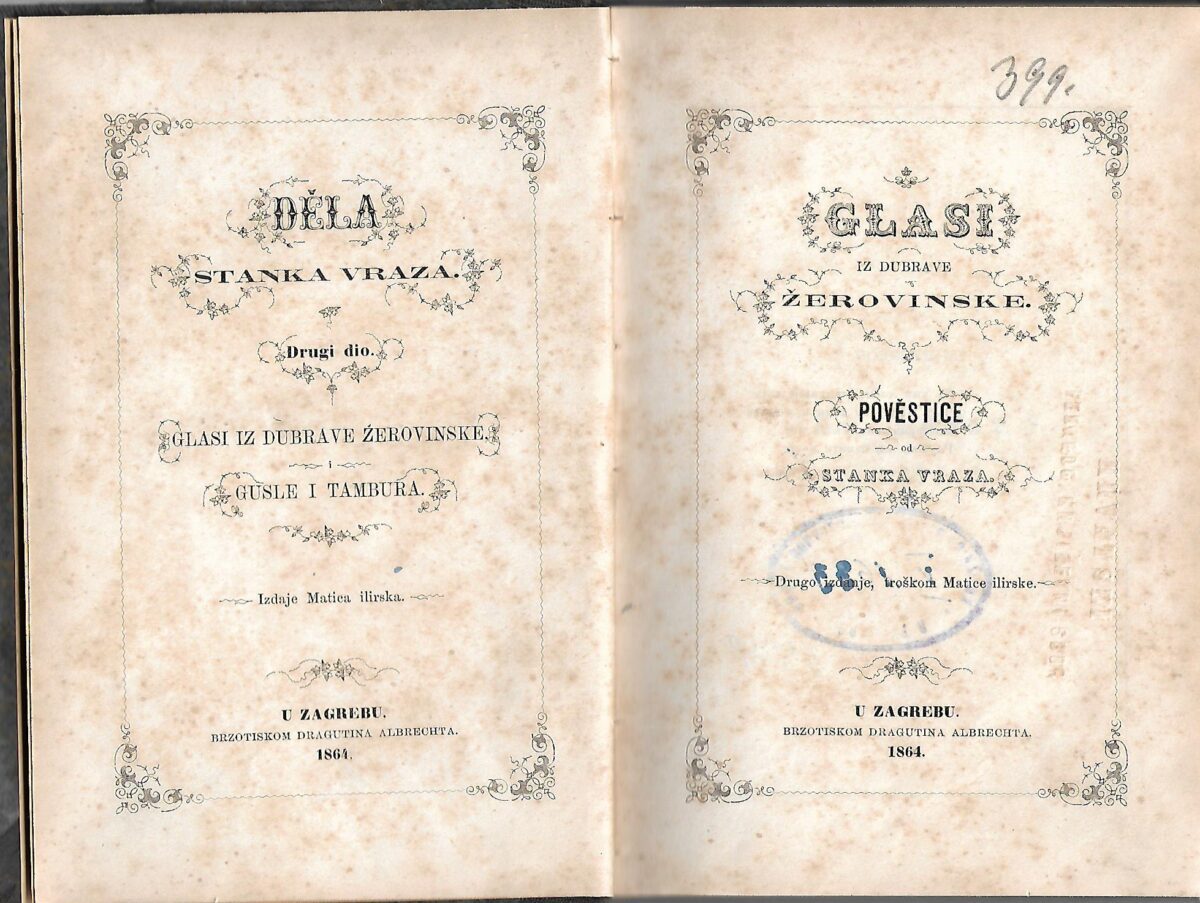 DĚLA
STANKA VRAZA.
Drugi dio.
GLASI IZ DUBRAVE ŽEROVINSKE,
i
GUSLE I TAMBURA.
Izdaje Matica ilirska.
U ZAGREBU.
BRZOTISKOM DRAGUTINA ALBRECHTA.
1864.
399.
GLASI
IZ DUBRAVE
ŽEROVINSKE.
POVĚSTICE
od
STANKA VRAZA.
Drugo izdanje, troškom Matice ilirske.
U ZAGREBU.
BRZOTISKOM DRAGUTINA ALBRECHTA.
1864.